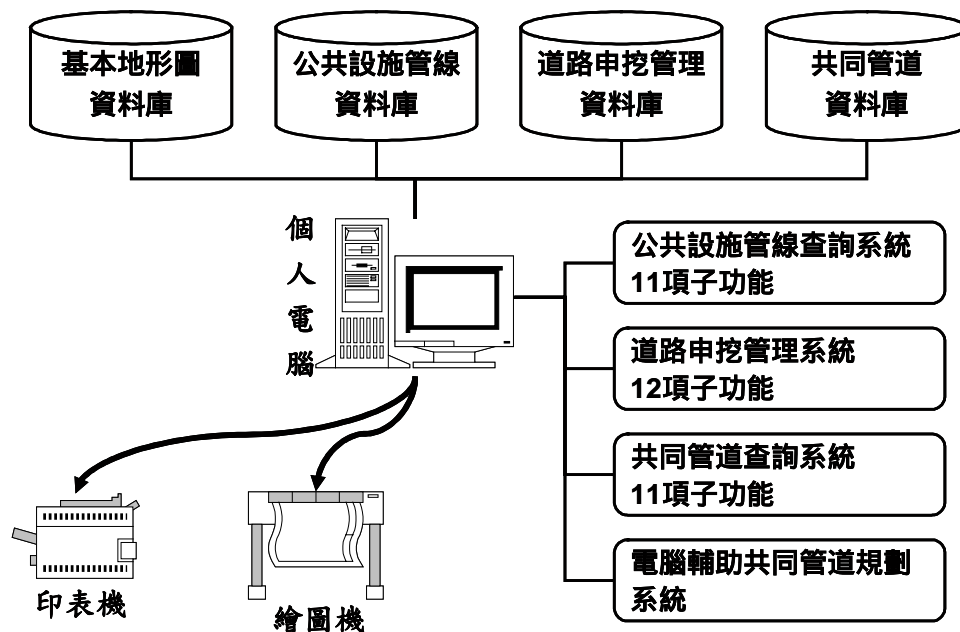 基本地形圖
資料庫
公共設施管線
資料庫
道路申挖管理
資料庫
共同管道
資料庫
個
人
電
腦
公共設施管線查詢系統
11項子功能
道路申挖管理系統
12項子功能
共同管道查詢系統
11項子功能
電腦輔助共同管道規劃
系統
印表機
繪圖機